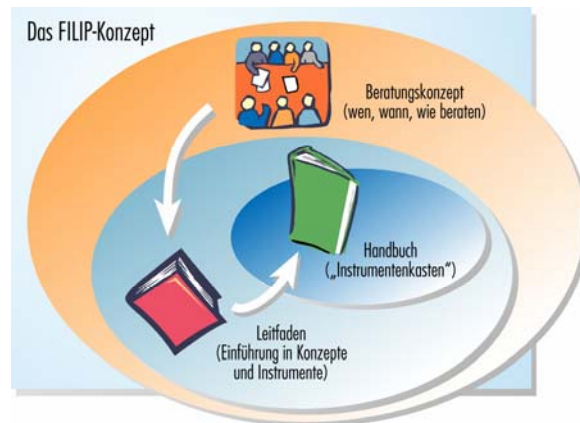 Das FILIP-Konzept
Beratungskonzept
(wen, wann, wie beraten)
Handbuch
(„Instrumentenkasten“)
Leitfaden
(Einführung in Konzepte
und Instrumente)